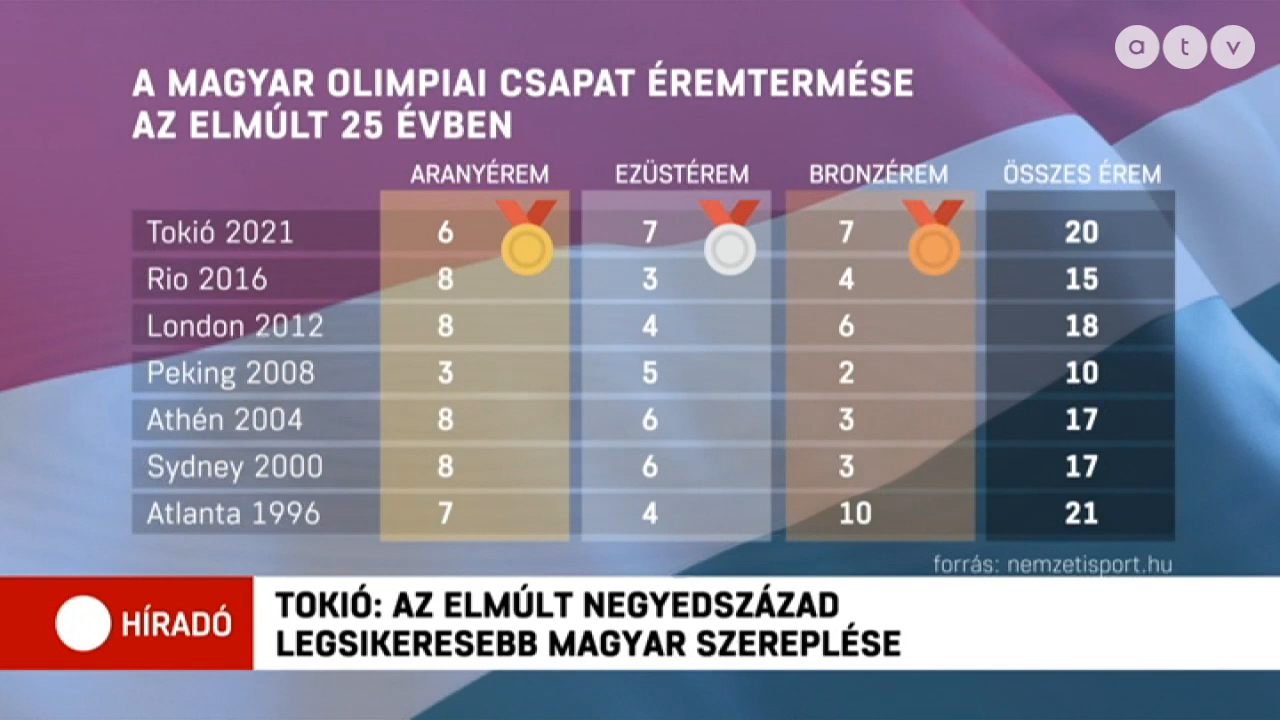 atv
A MAGYAR OLIMPIAI CSAPAT ÉREMTERMÉSE
AZ ELMÚLT 25 ÉVBEN
ARANYÉREM EZÜSTÉREM BRONZÉREM ÖSSZES ÉREM
Tokió 2021 6 7 7 20
Rio 2016 8 3 4 15
London 2012 8 4 6 18
Peking 2008 3 5 2 10
Athén 2004 8 6 3 17
Sydney 2000 8 6 3 17
Atlanta 1996 7 4 10 21
forrás: nemzetisport.hu
HÍRADÓ
TOKIÓ: AZ ELMÚLT NEGYEDSZÁZAD
LEGSIKERESEBB MAGYAR SZEREPLÉSE